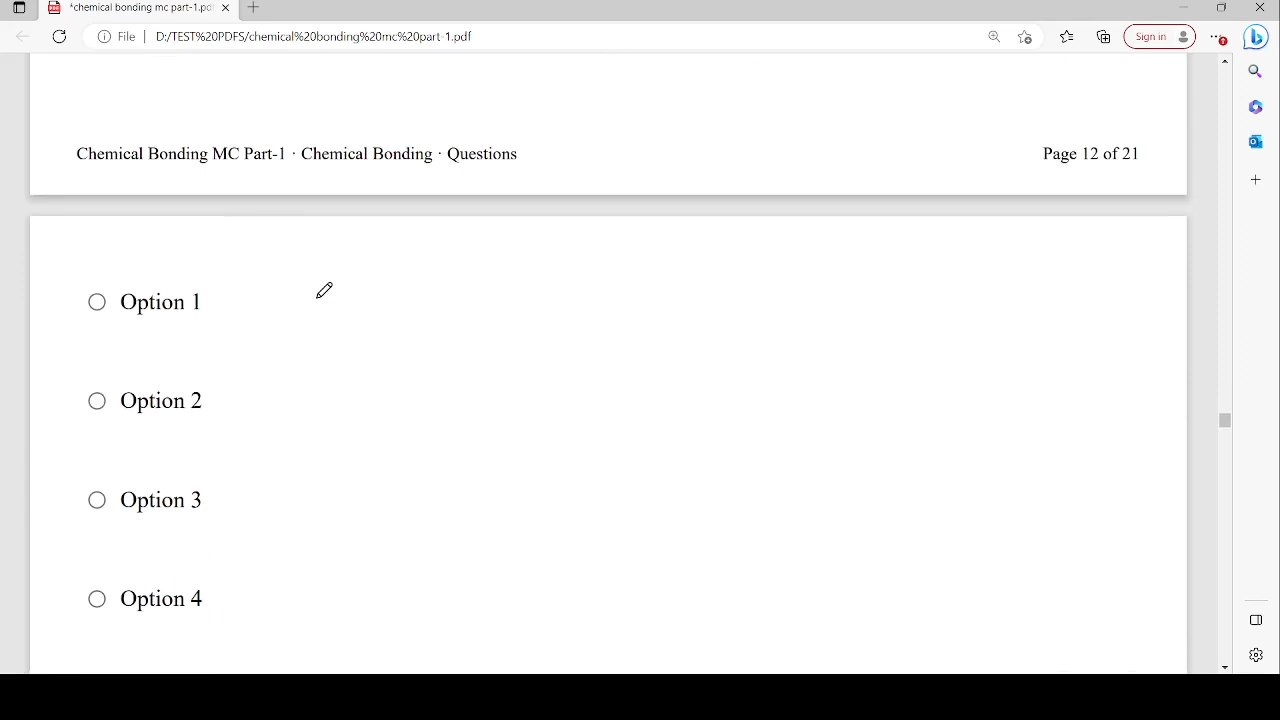 *chemical bonding mc part-1.pd
File
D:/TEST%20PDFS/chemical%20bonding%20mc%20part-1.pdf
Sign in
Chemical Bonding MC Part-1 · Chemical Bonding · Questions
Page 12 of 21
Option 1
Option 2
Option 3
Option 4